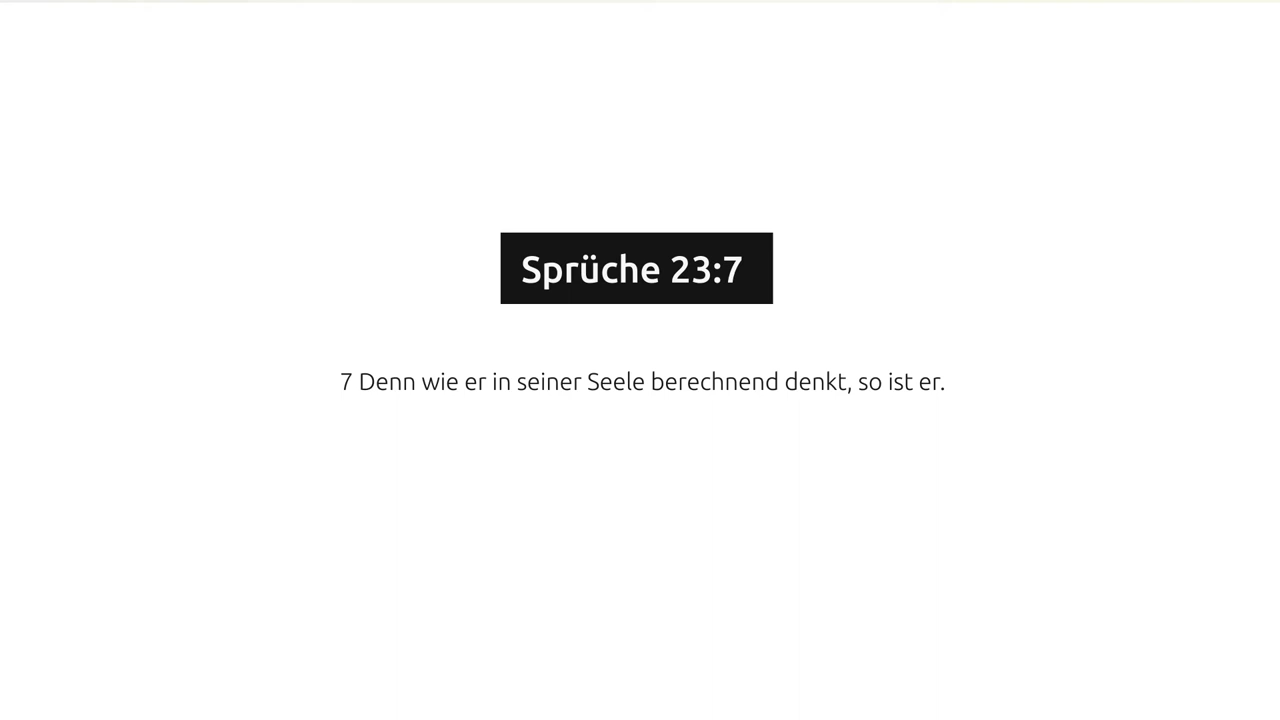 Sprüche 23:7
7 Denn wie er in seiner Seele berechnend denkt, so ist er.